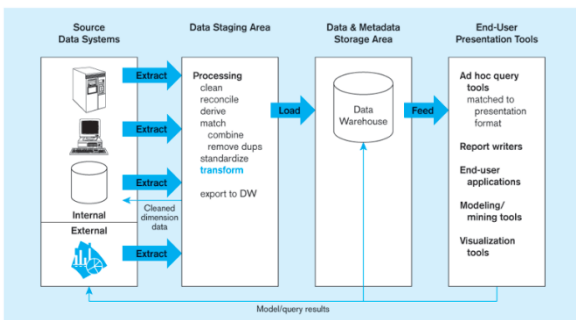 Source
Data Systems
Data Staging Area
Data & Metadata
Storage Area
End-User
Presentation Tools
Extract
Extract
Extract
Internal
External
Extract
Cleaned
dimension
data
Processing
clean
reconcile
derive
match
combine
remove dups
standardize
transform
export to DW
Load
Data
Warehouse
Feed
Ad hoc query
tools
matched to
presentation
format
Report writers
End-user
applications
Modeling/
mining tools
Visualization
tools
Model/query results